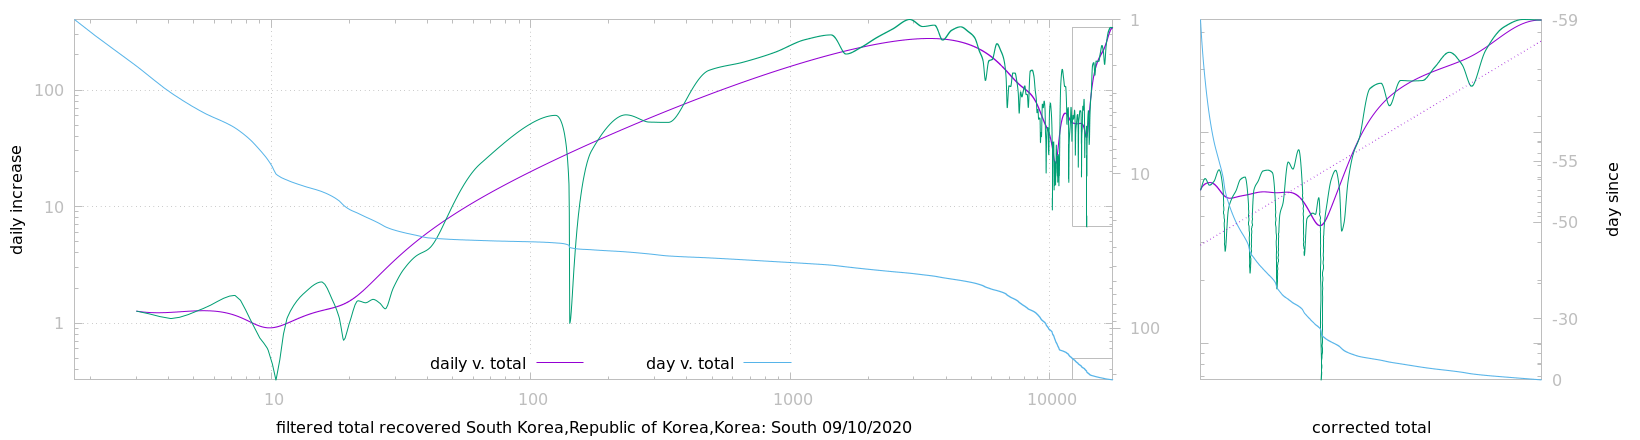 daily increase
100
10
1
10
100
1000
10000
1
10
100
daily v. total
day v. total
filtered total recovered South Korea,Republic of Korea,Korea: South 09/10/2020
-59
-55
-50
-30
0
day since
corrected total